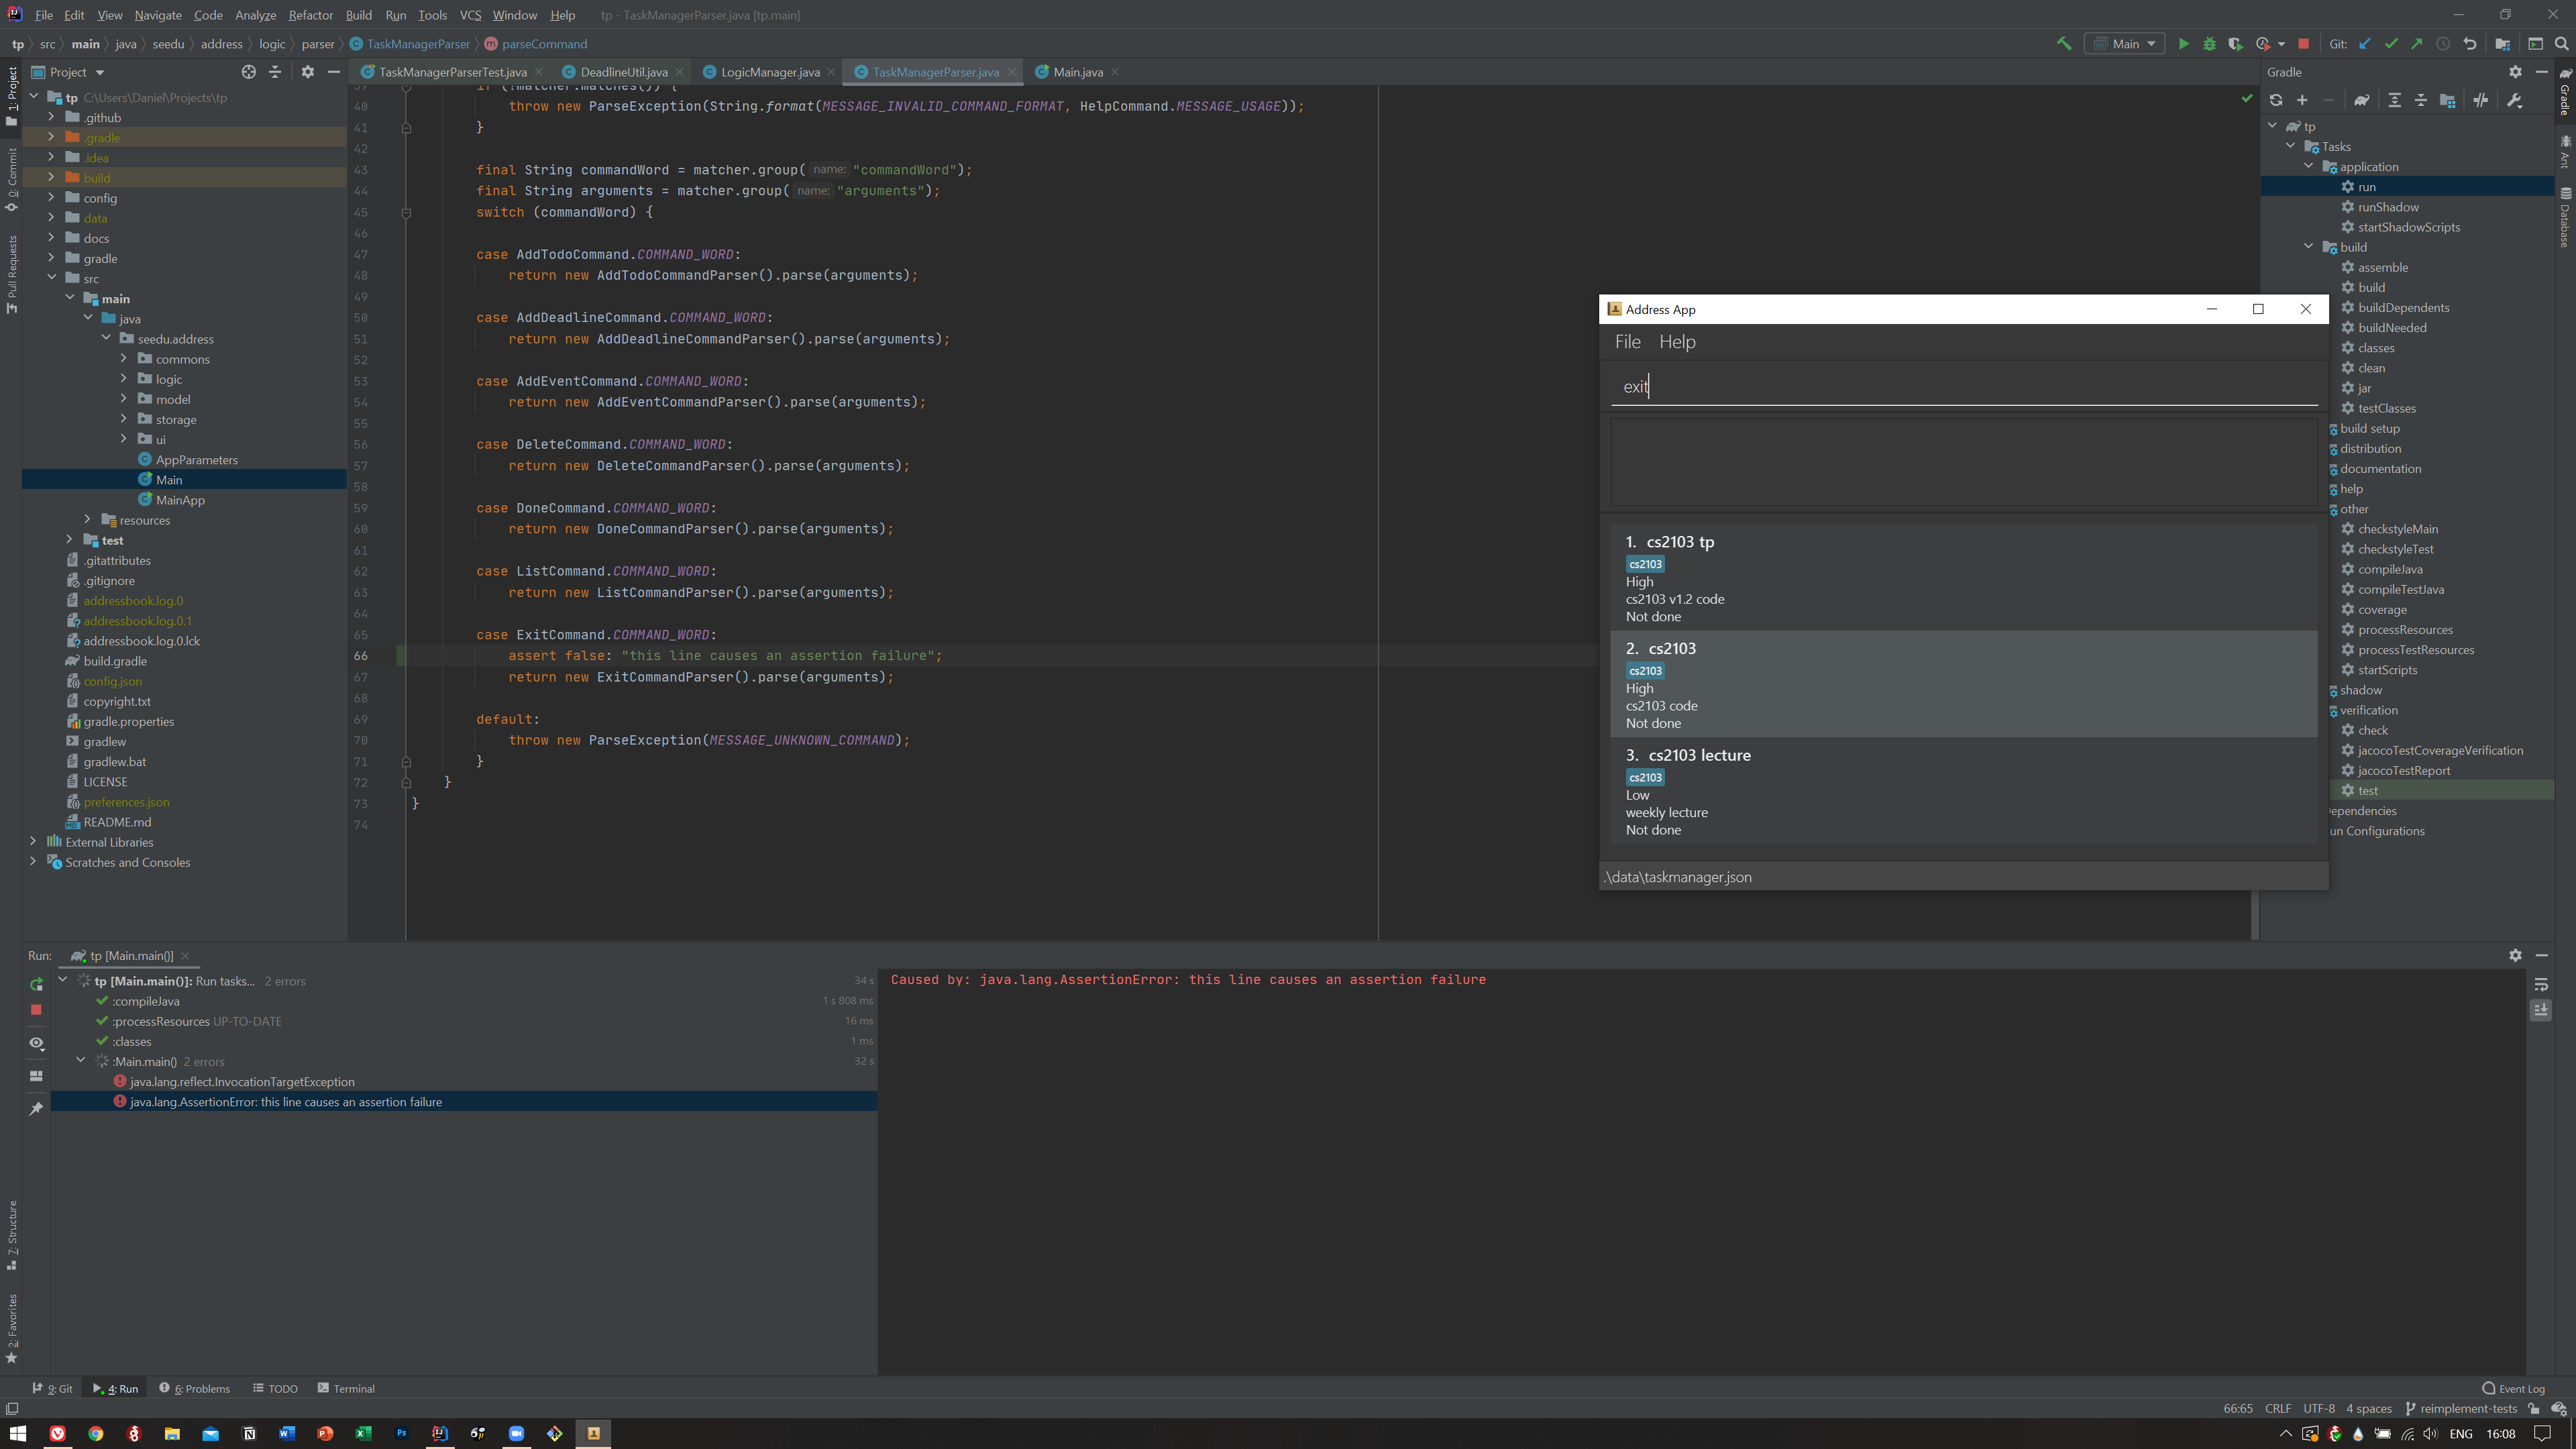 File Edit View Navigate Code Analyze Refactor Build Run Tools VCS Window Help tp - TaskManagerParser.java [tp.main]
tp src main java seedu address logic parser TaskManagerParser parseCommand
Main Git:
1: Project
0: Commit
Pull Requests
7: Structure
2: Favorites
Project
tp C:\Users\Daniel\Projects\tp
.github
.gradle
.idea
build
config
data
docs
gradle
src
main
java
seedu.address
commons
logic
model
storage
ui
AppParameters
Main
MainApp
resources
test
.gitattributes
.gitignore
addressbook.log.0
addressbook.log.0.1
addressbook.log.0.lck
build.gradle
config.json
copyright.txt
gradle.properties
gradlew
gradlew.bat
LICENSE
preferences.json
README.md
External Libraries
Scratches and Consoles
TaskManagerParserTest.java DeadlineUtil.java LogicManager.java TaskManagerParser.java Main.java
39 if (!matcher.matches()) {
40 throw new ParseException(String.format(MESSAGE_INVALID_COMMAND_FORMAT, HelpCommand.MESSAGE_USAGE));
41 }
42
43 final String commandWord = matcher.group( name: "commandWord");
44 final String arguments = matcher.group( name: "arguments");
45 switch (commandWord) {
46
47 case AddTodoCommand.COMMAND_WORD:
48 return new AddTodoCommandParser().parse(arguments);
49
50 case AddDeadlineCommand.COMMAND_WORD:
51 return new AddDeadlineCommandParser().parse(arguments);
52
53 case AddEventCommand.COMMAND_WORD:
54 return new AddEventCommandParser().parse(arguments);
55
56 case DeleteCommand.COMMAND_WORD:
57 return new DeleteCommandParser().parse(arguments);
58
59 case DoneCommand.COMMAND_WORD:
60 return new DoneCommandParser().parse(arguments);
61
62 case ListCommand.COMMAND_WORD:
63 return new ListCommandParser().parse(arguments);
64
65 case ExitCommand.COMMAND_WORD:
66 assert false: "this line causes an assertion failure";
67 return new ExitCommandParser().parse(arguments);
68
69 default:
70 throw new ParseException(MESSAGE_UNKNOWN_COMMAND);
71 }
72 }
73 }
74
Address App
File Help
exit
1. cs2103 tp
cs2103
High
cs2103 v1.2 code
Not done
2. cs2103
cs2103
High
cs2103 code
Not done
3. cs2103 lecture
cs2103
Low
weekly lecture
Not done
.\data\taskmanager.json
Gradle
tp
Tasks
application
run
runShadow
startShadowScripts
build
assemble
build
buildDependents
buildNeeded
classes
clean
jar
testClasses
build setup
distribution
documentation
help
other
checkstyleMain
checkstyleTest
compileJava
compileTestJava
coverage
processResources
processTestResources
startScripts
shadow
verification
check
jacocoTestCoverageVerification
jacocoTestReport
test
ependencies
un Configurations
Gradle
Ant
Database
Run: tp [Main.main()]
tp [Main.main()]: Run tasks... 2 errors 34 s
:compileJava 1 s 808 ms
:processResources UP-TO-DATE 16 ms
:classes 1 ms
:Main.main() 2 errors 32 s
java.lang.reflect.InvocationTargetException
java.lang.AssertionError: this line causes an assertion failure
Caused by: java.lang.AssertionError: this line causes an assertion failure
9: Git 4: Run 6: Problems TODO Terminal Event Log
66:65 CRLF UTF-8 4 spaces reimplement-tests
ENG 16:08